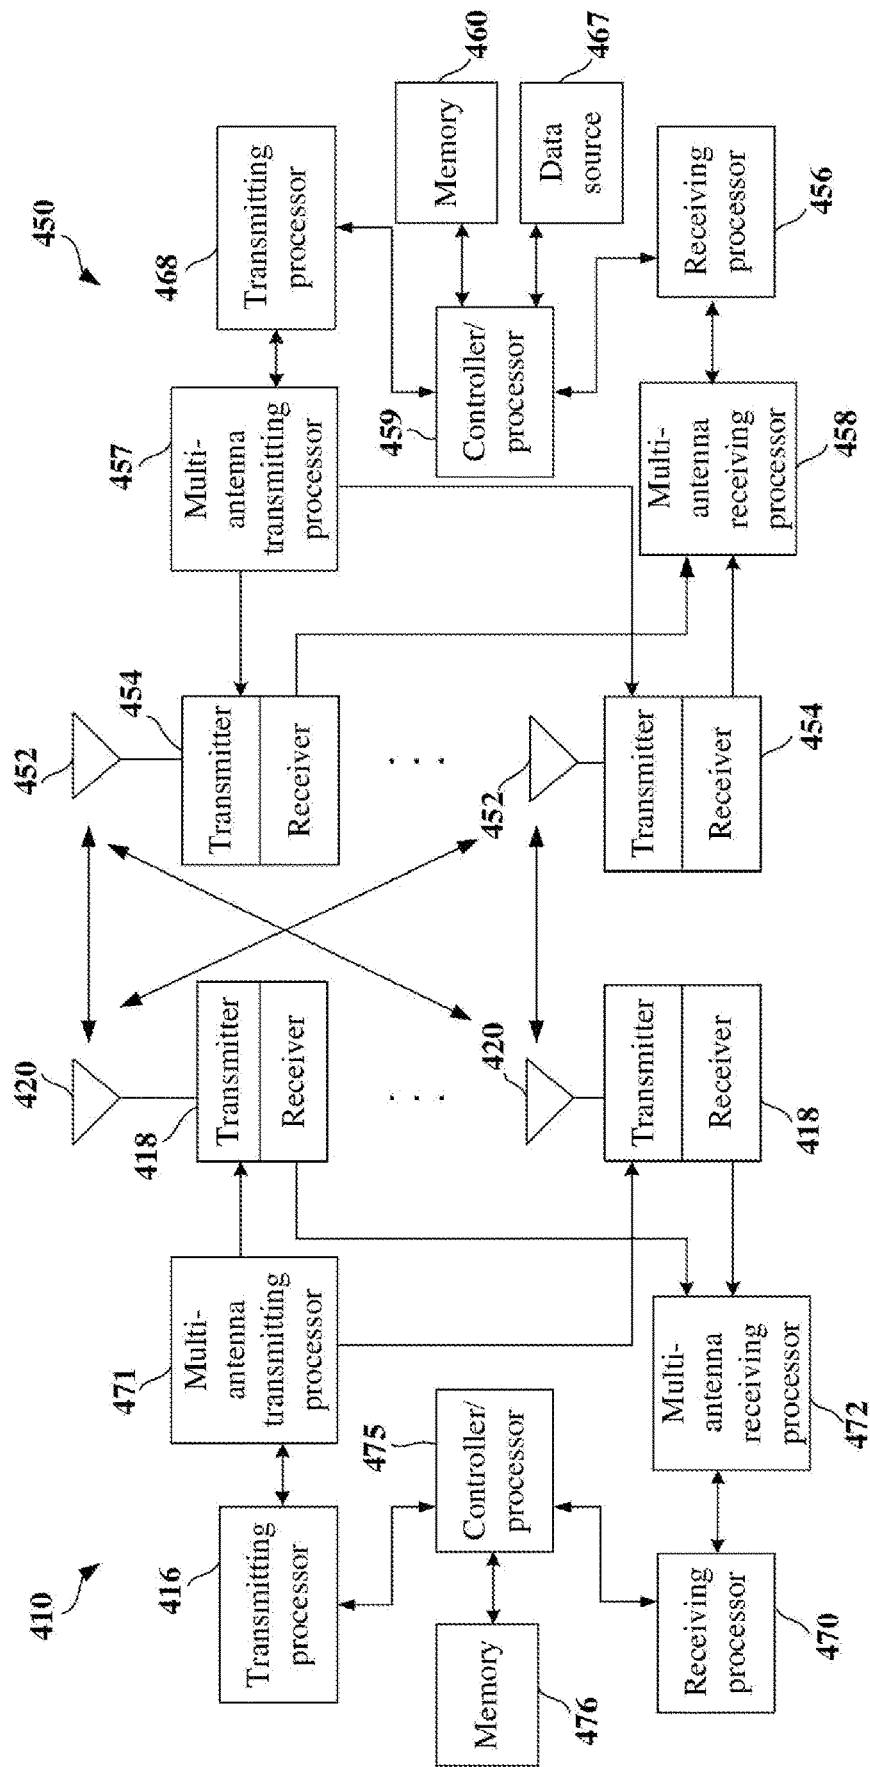 410
450
420
452
471
Multi-
antenna
transmitting
processor
457
Multi-
antenna
transmitting
processor
416
Transmitting
processor
418
Transmitter
Receiver
454
Transmitter
Receiver
468
Transmitting
processor
. . .
. . .
475
Controller/
processor
459
Controller/
processor
Memory
460
Memory
476
420
452
467
Data
source
Transmitter
Receiver
418
Transmitter
Receiver
454
Multi-
antenna
receiving
processor
472
Multi-
antenna
receiving
processor
458
Receiving
processor
470
Receiving
processor
456